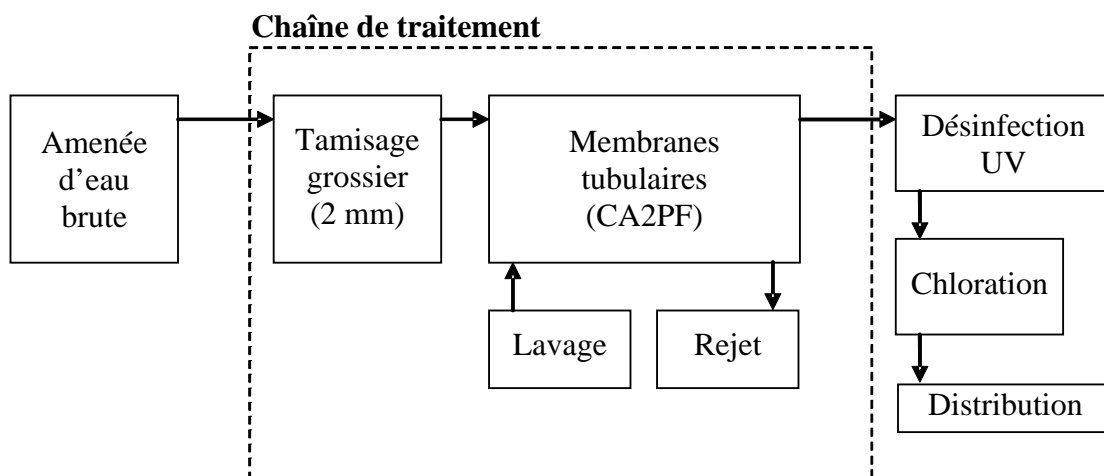 Chaîne de traitement
Amenée
d’eau
brute
Tamisage
grossier
(2 mm)
Membranes
tubulaires
(CA2PF)
Désinfection
UV
Lavage
Rejet
Chloration
Distribution